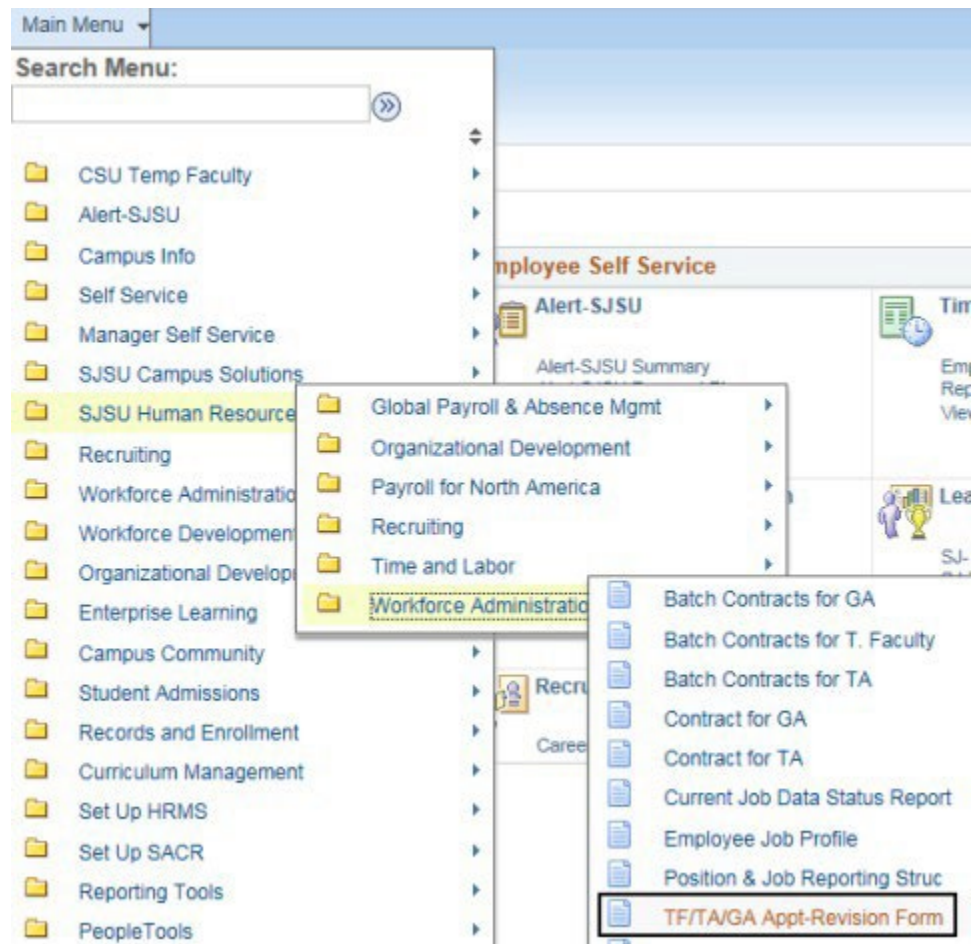 Main Menu
Search Menu:
CSU Temp Faculty
Alert-SJSU
Campus Info
Self Service
Manager Self Service
SJSU Campus Solutions
SJSU Human Resource
Recruiting
Workforce Administratio
Workforce Developmen
Organizational Develop
Enterprise Learning
Campus Community
Student Admissions
Records and Enrollment
Curriculum Management
Set Up HRMS
Set Up SACR
Reporting Tools
PeopleTools
Global Payroll & Absence Mgmt
Organizational Development
Payroll for North America
Recruiting
Time and Labor
Workforce Administratio
Batch Contracts for GA
Batch Contracts for T. Faculty
Batch Contracts for TA
Contract for GA
Contract for TA
Current Job Data Status Report
Employee Job Profile
Position & Job Reporting Struc
TF/TA/GA Appt-Revision Form
mployee Self Service
Alert-SJSU
Alert-SJSU Summary
Tim
Emp
Rep
View
Lea
SJ-
Recru
Caree